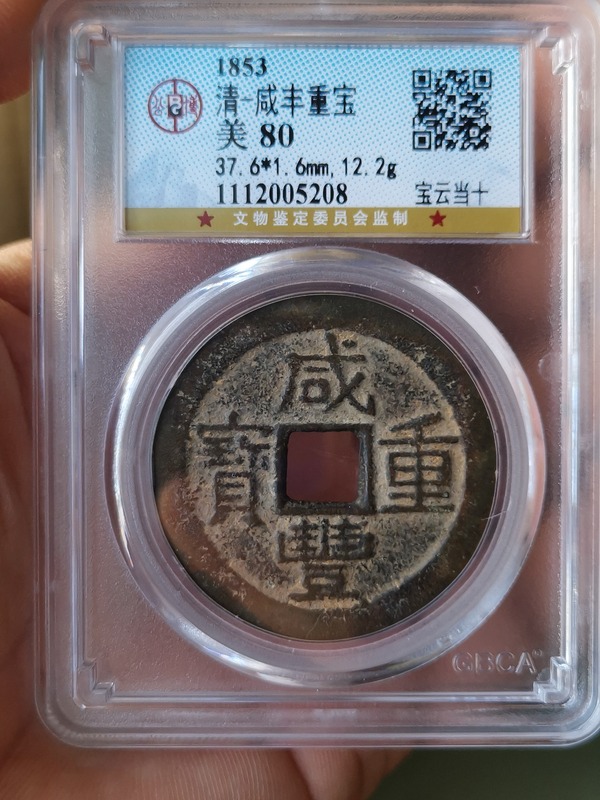 1853
清-咸丰重宝
美 80
37.6*1.6mm,12.2g
1112005208
宝云当十
★ 文物鉴定委员会监制 ★
咸
寶 重
豐
GBCA